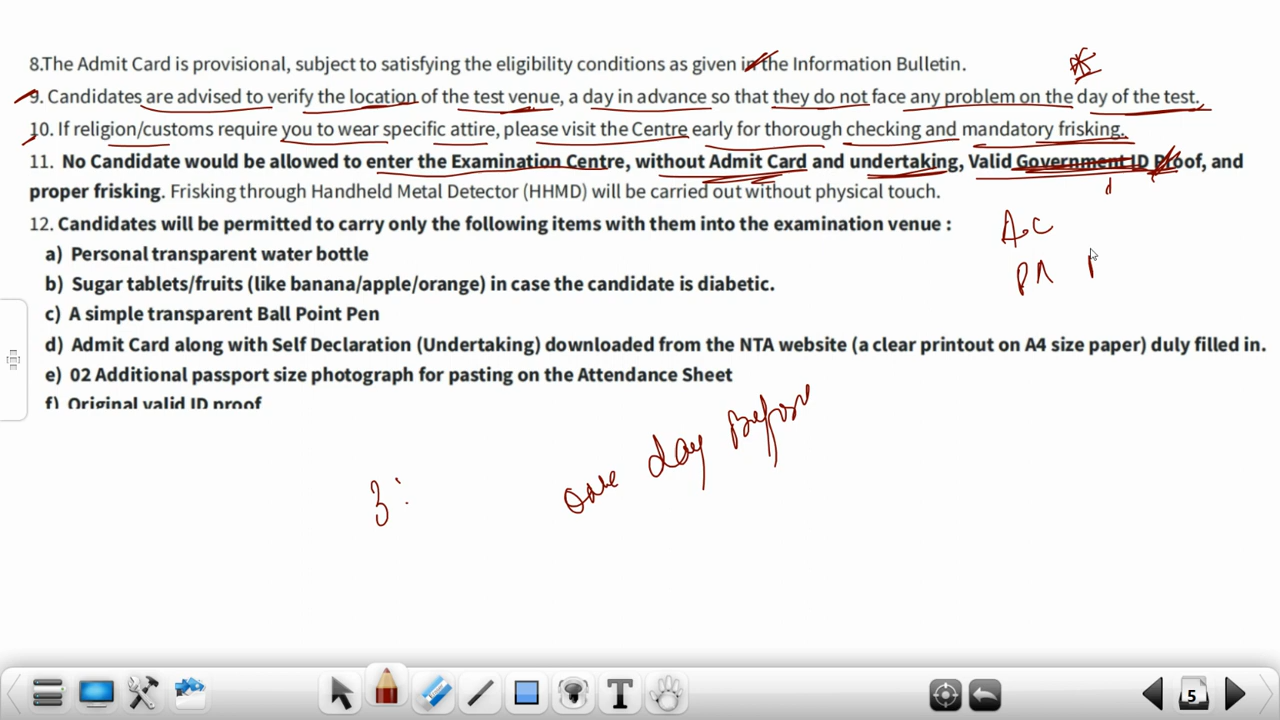 8.The Admit Card is provisional, subject to satisfying the eligibility conditions as given in the Information Bulletin.
9. Candidates are advised to verify the location of the test venue, a day in advance so that they do not face any problem on the day of the test.
10. If religion/customs require you to wear specific attire, please visit the Centre early for thorough checking and mandatory frisking.
11. No Candidate would be allowed to enter the Examination Centre, without Admit Card and undertaking, Valid Government ID Proof, and
proper frisking. Frisking through Handheld Metal Detector (HHMD) will be carried out without physical touch.
12. Candidates will be permitted to carry only the following items with them into the examination venue :
A.C
a) Personal transparent water bottle
PA
b) Sugar tablets/fruits (like banana/apple/orange) in case the candidate is diabetic.
c) A simple transparent Ball Point Pen
d) Admit Card along with Self Declaration (Undertaking) downloaded from the NTA website (a clear printout on A4 size paper) duly filled in.
e) 02 Additional passport size photograph for pasting on the Attendance Sheet
f) Original valid ID proof
one day Before
3:
5